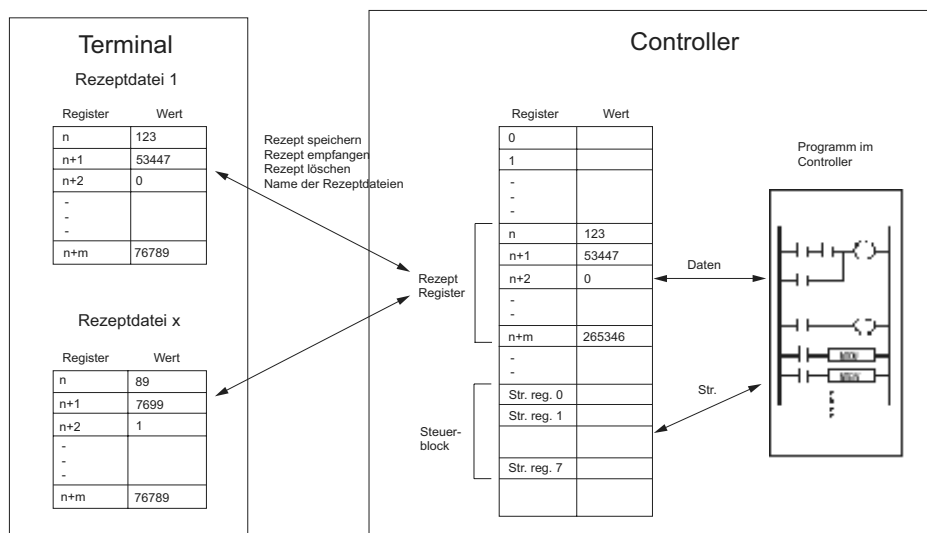 Terminal
Rezeptdatei 1
Register Wert
n 123
n+1 53447
n+2 0
-
-
-
n+m 76789
Rezeptdatei x
Register Wert
n 89
n+1 7699
n+2 1
-
-
-
n+m 76789
Rezept speichern
Rezept empfangen
Rezept löschen
Name der Rezeptdateien
Controller
Register Wert
0
1
-
-
-
n 123
n+1 53447
n+2 0
-
-
n+m 265346
-
-
Str. reg. 0
Str. reg. 1
Str. reg. 7
Rezept
Register
Steuer-
block
Daten
Str.
Programm im
Controller